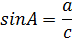 sinA = a/c